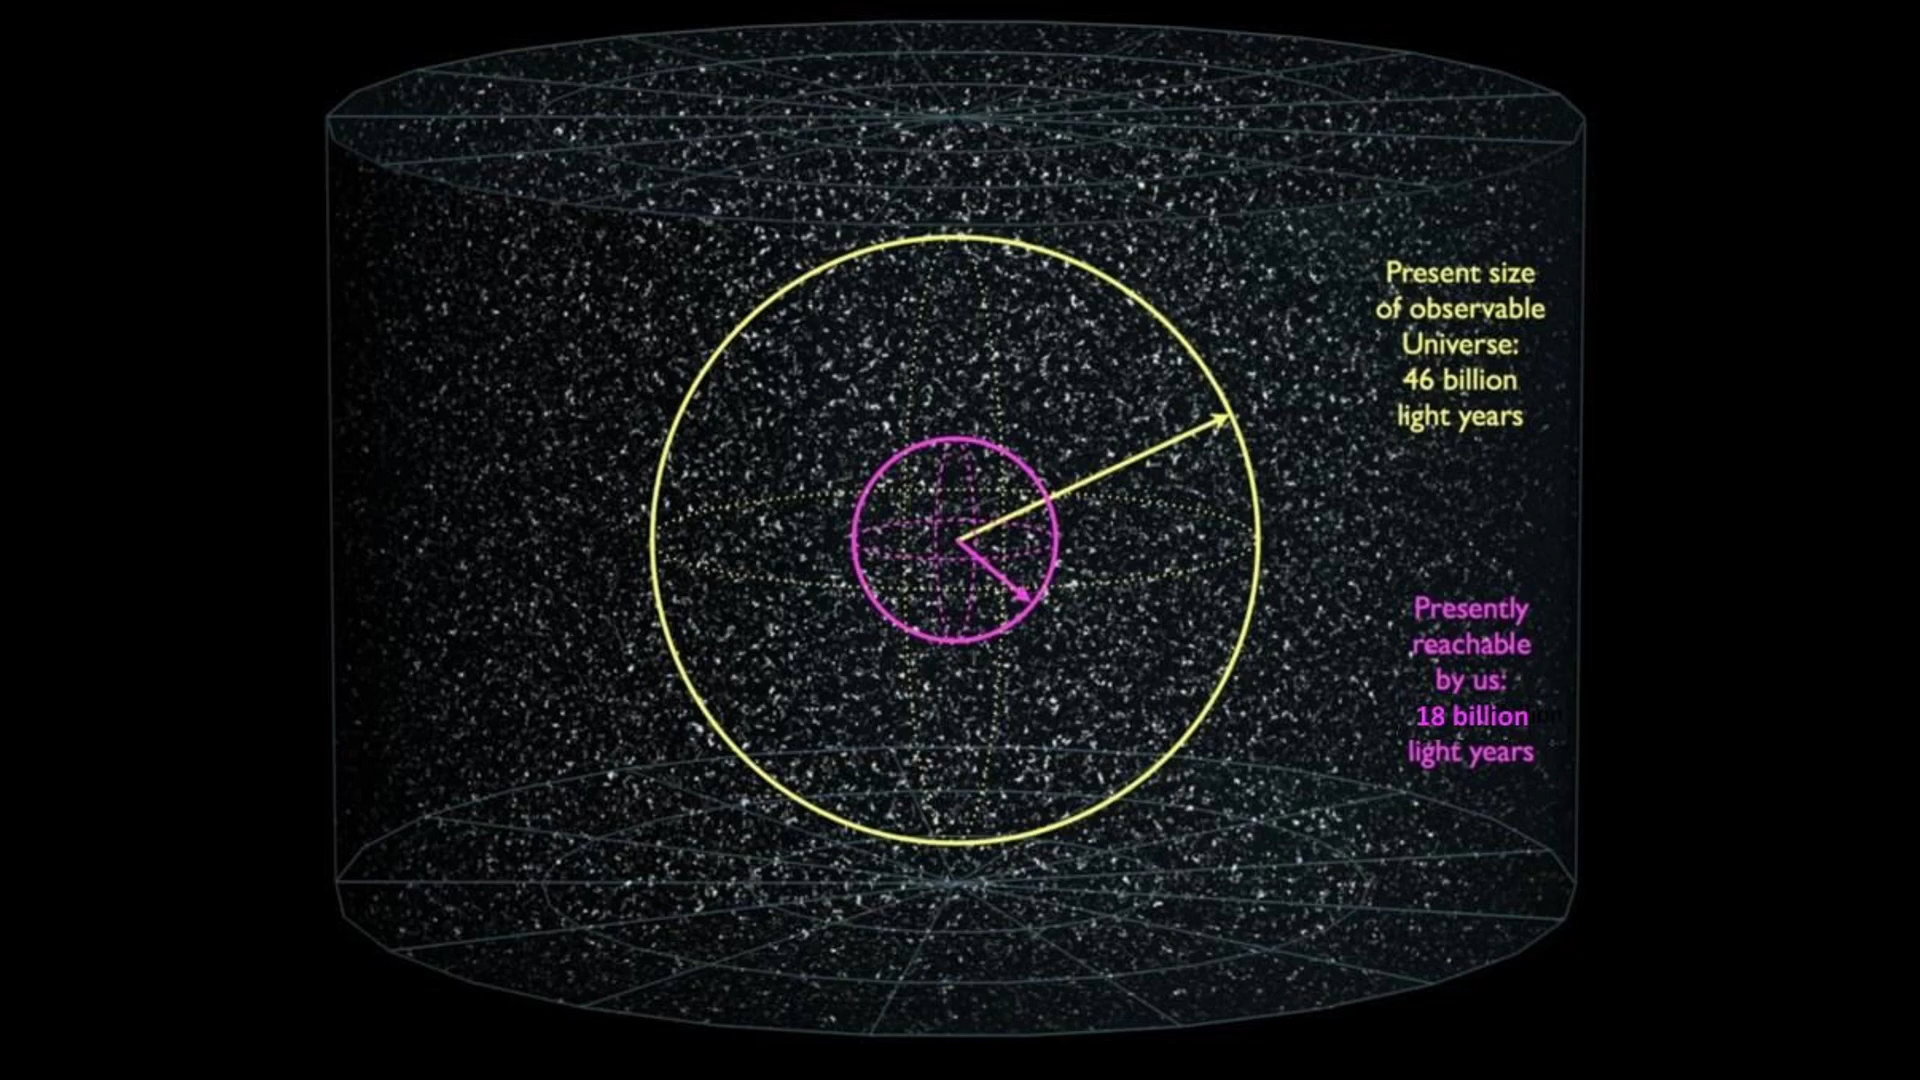 Present size
of observable
Universe:
46 billion
light years
Presently
reachable
by us:
18 billion
light years